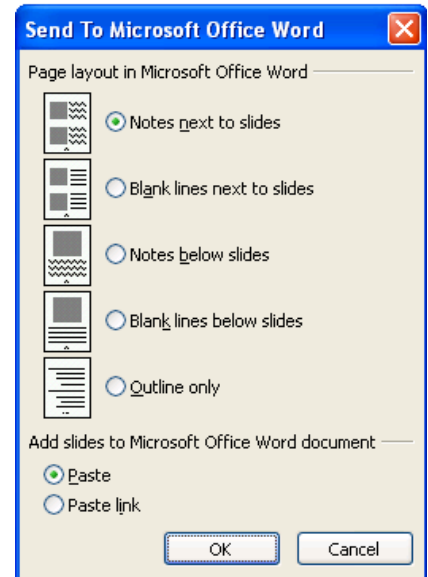 Send To Microsoft Office Word
Page layout in Microsoft Office Word
Notes next to slides
Blank lines next to slides
Notes below slides
Blank lines below slides
Outline only
Add slides to Microsoft Office Word document
Paste
Paste link
OK Cancel